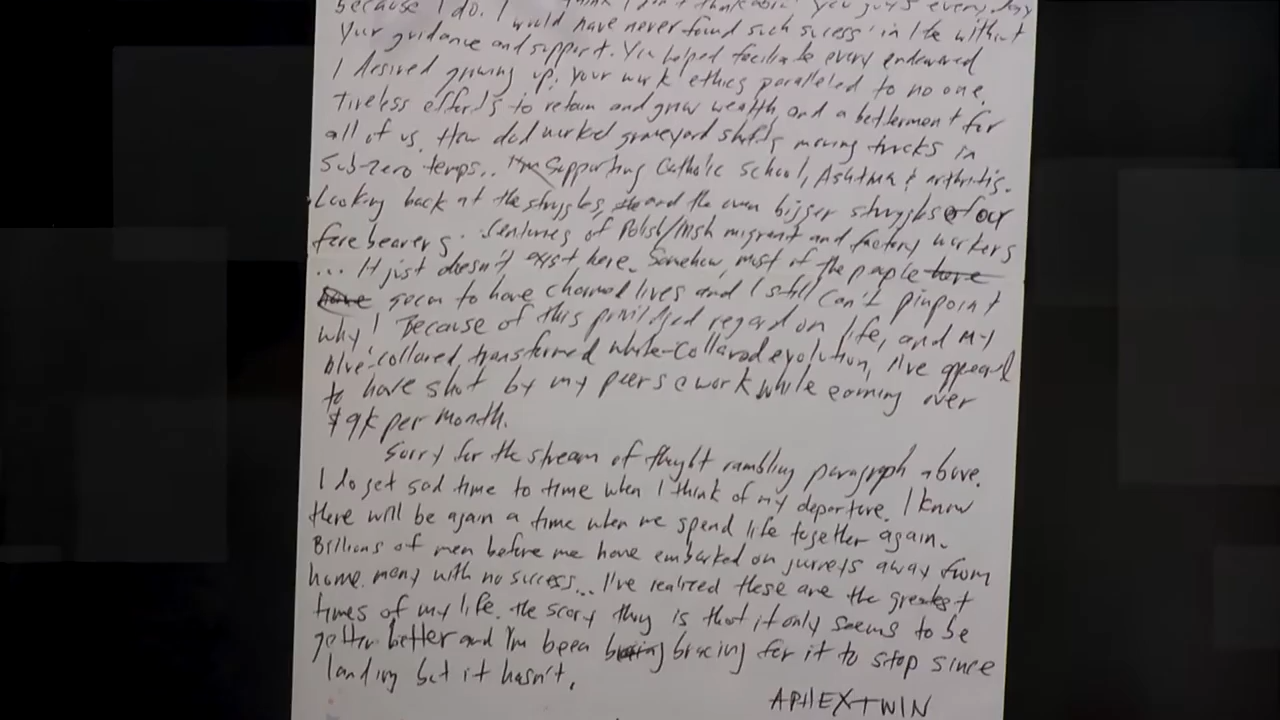 because I do. I would think I don't think about you guys every day
would have never found such sucess in life without
your guidance and support. You helped faciliate every endeavored
I desired growing up. Your work ethics paralleled to no one.
Tireless efforts to retain and grow wealth, and a betterment for
all of us. How dad worked graveyard shifts moving trucks in
sub-zero temps.. Supporting Catholic School, Ashtma & arthritis.
Looking back at the struggles, and the even bigger struggles of our
forebearers. Centuries of Polish/Irish migrant and factory workers
... It just doesn't exist here. Somehow, most of the people
seem to have charmed lives and I still can't pinpoint
why! Because of this privilidged regard on life, and my
blue-collared, transformed white-collared evolution, I've appeared
to have shot by my peers @ work while earning over
$9k per month.
Sorry for the stream of thught rambling paragraph above.
I do get sad time to time when I think of my departure. I know
there will be again a time when we spend life together again.
Billions of men before me have embarked on jurneys away from
home. many with no success... I've realized these are the greatest
times of my life. the scary thing is that it only seems to be
gettin better and I'm been bracing for it to stop since
landing but it hasn't.
APHEXTWIN